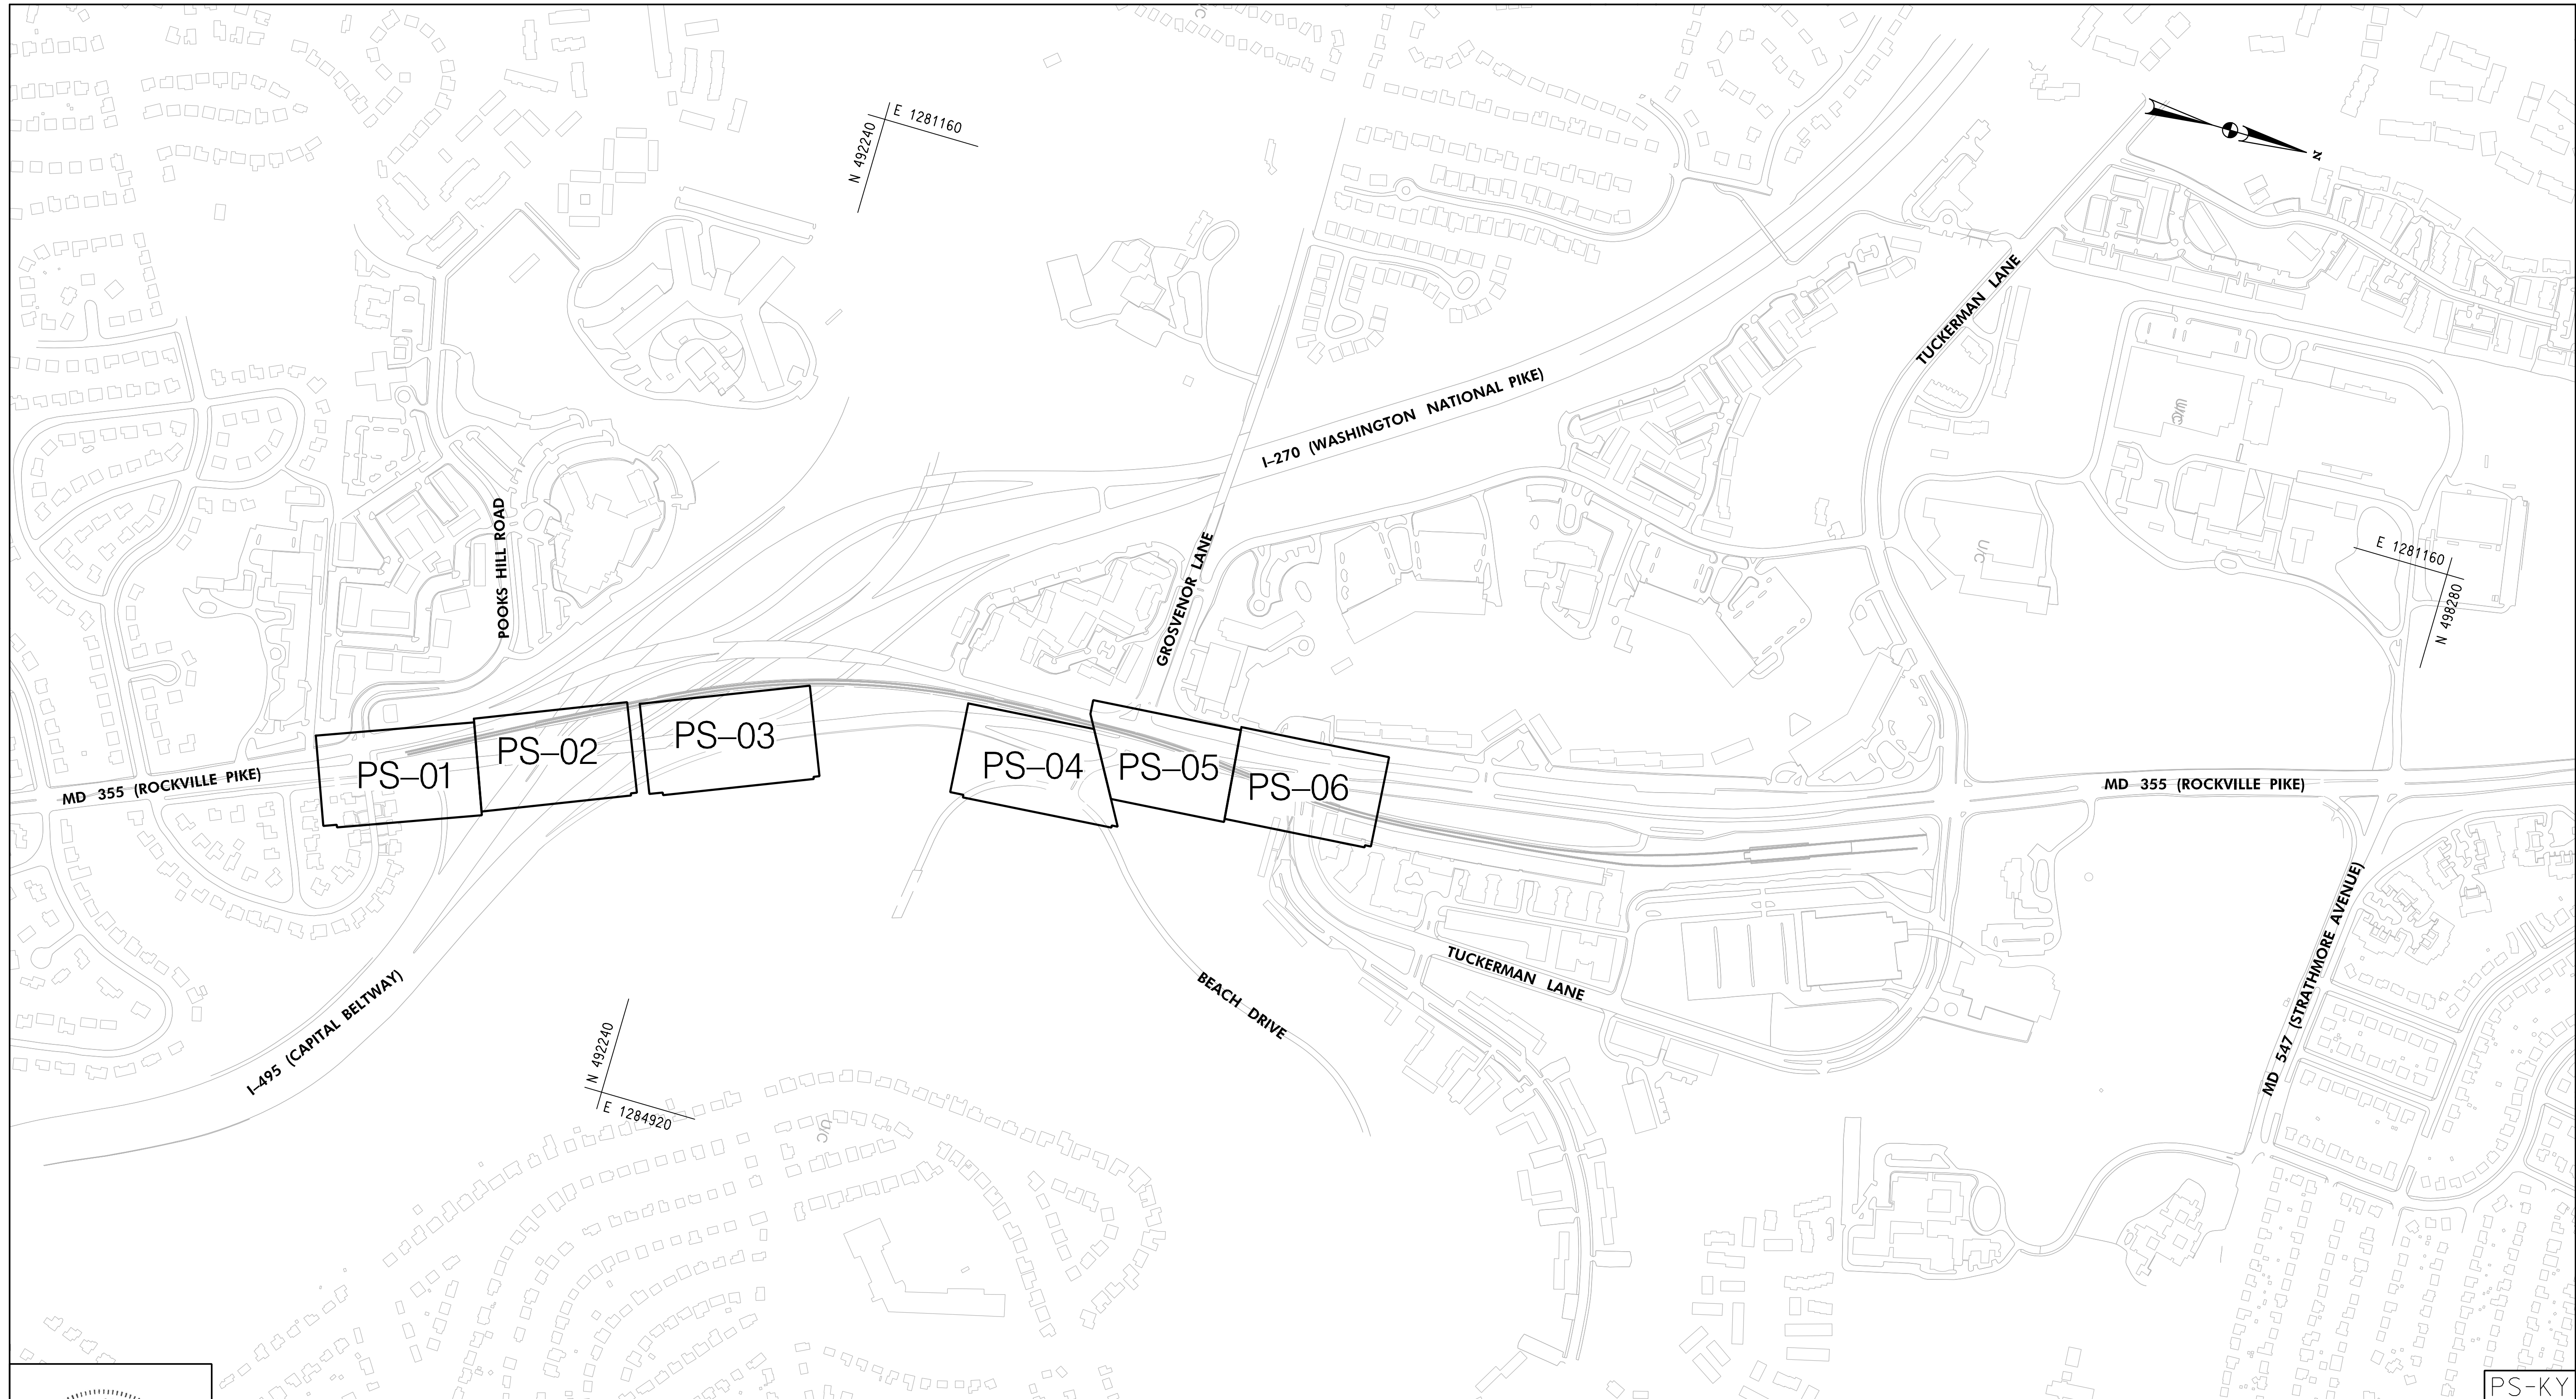 U/C
E 1281160
N 492240
Z
TUCKERMAN LANE
I-270 (WASHINGTON NATIONAL PIKE)
U/C
POOKS HILL ROAD
GROSVENOR LANE
U/C
E 1281160
N 498280
PS-01
PS-02
PS-03
PS-04
PS-05
PS-06
MD 355 (ROCKVILLE PIKE)
MD 355 (ROCKVILLE PIKE)
TUCKERMAN LANE
BEACH DRIVE
I-495 (CAPITAL BELTWAY)
MD 547 (STRATHMORE AVENUE)
N 492240
E 1284920
U/C
PS-KY